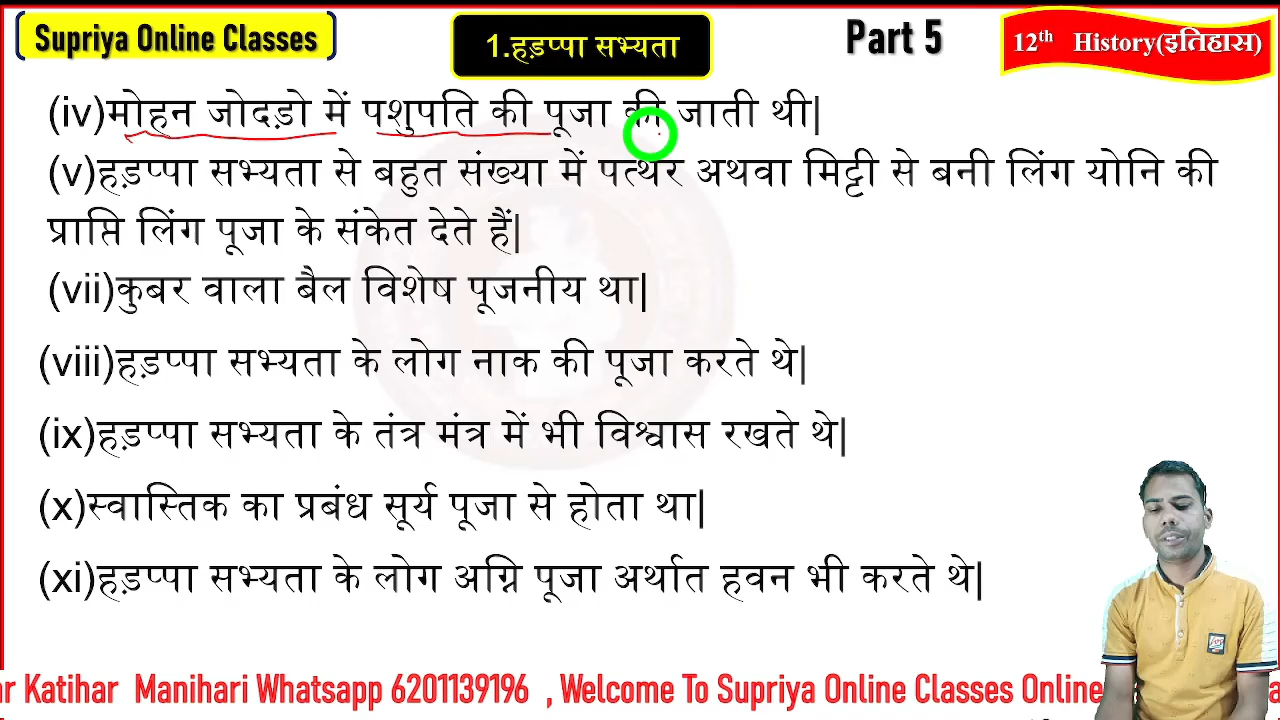 Supriya Online Classes
1.हड़प्पा सभ्यता
Part 5
12th History(इतिहास)
(iv)मोहन जोदड़ो में पशुपति की पूजा की जाती थी|
(v)हड़प्पा सभ्यता से बहुत संख्या में पत्थर अथवा मिट्टी से बनी लिंग योनि की
प्राप्ति लिंग पूजा के संकेत देते हैं|
(vii)कुबर वाला बैल विशेष पूजनीय था|
(viii)हड़प्पा सभ्यता के लोग नाक की पूजा करते थे|
(ix)हड़प्पा सभ्यता के तंत्र मंत्र में भी विश्वास रखते थे|
(x)स्वास्तिक का प्रबंध सूर्य पूजा से होता था|
(xi)हड़प्पा सभ्यता के लोग अग्नि पूजा अर्थात हवन भी करते थे|
Katihar Manihari Whatsapp 6201139196 , Welcome To Supriya Online Classes Online